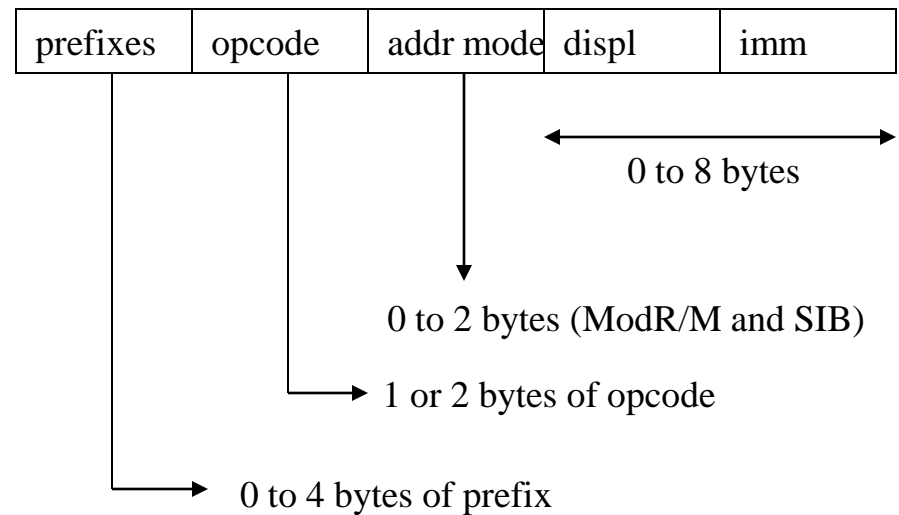 prefixes opcode addr mode displ imm
0 to 8 bytes
0 to 2 bytes (ModR/M and SIB)
1 or 2 bytes of opcode
0 to 4 bytes of prefix